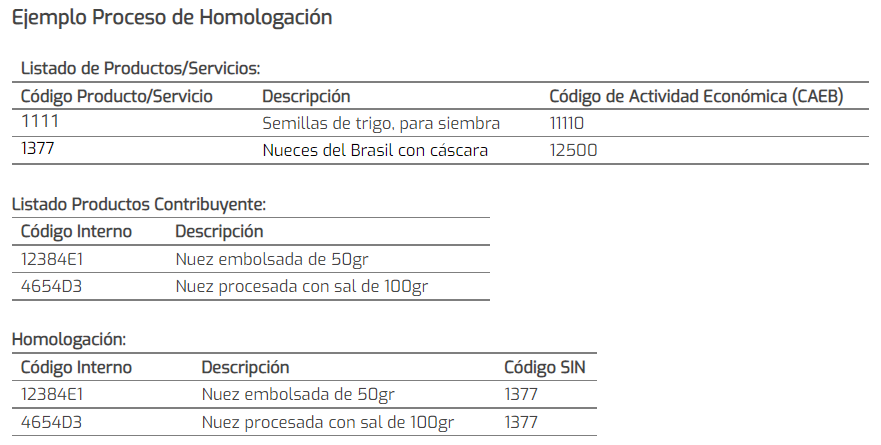 Ejemplo Proceso de Homologación
Listado de Productos/Servicios:
Código Producto/Servicio Descripción Código de Actividad Económica (CAEB)
1111 Semillas de trigo, para siembra 11110
1377 Nueces del Brasil con cáscara 12500
Listado Productos Contribuyente:
Código Interno Descripción
12384E1 Nuez embolsada de 50gr
4654D3 Nuez procesada con sal de 100gr
Homologación:
Código Interno Descripción Código SIN
12384E1 Nuez embolsada de 50gr 1377
4654D3 Nuez procesada con sal de 100gr 1377